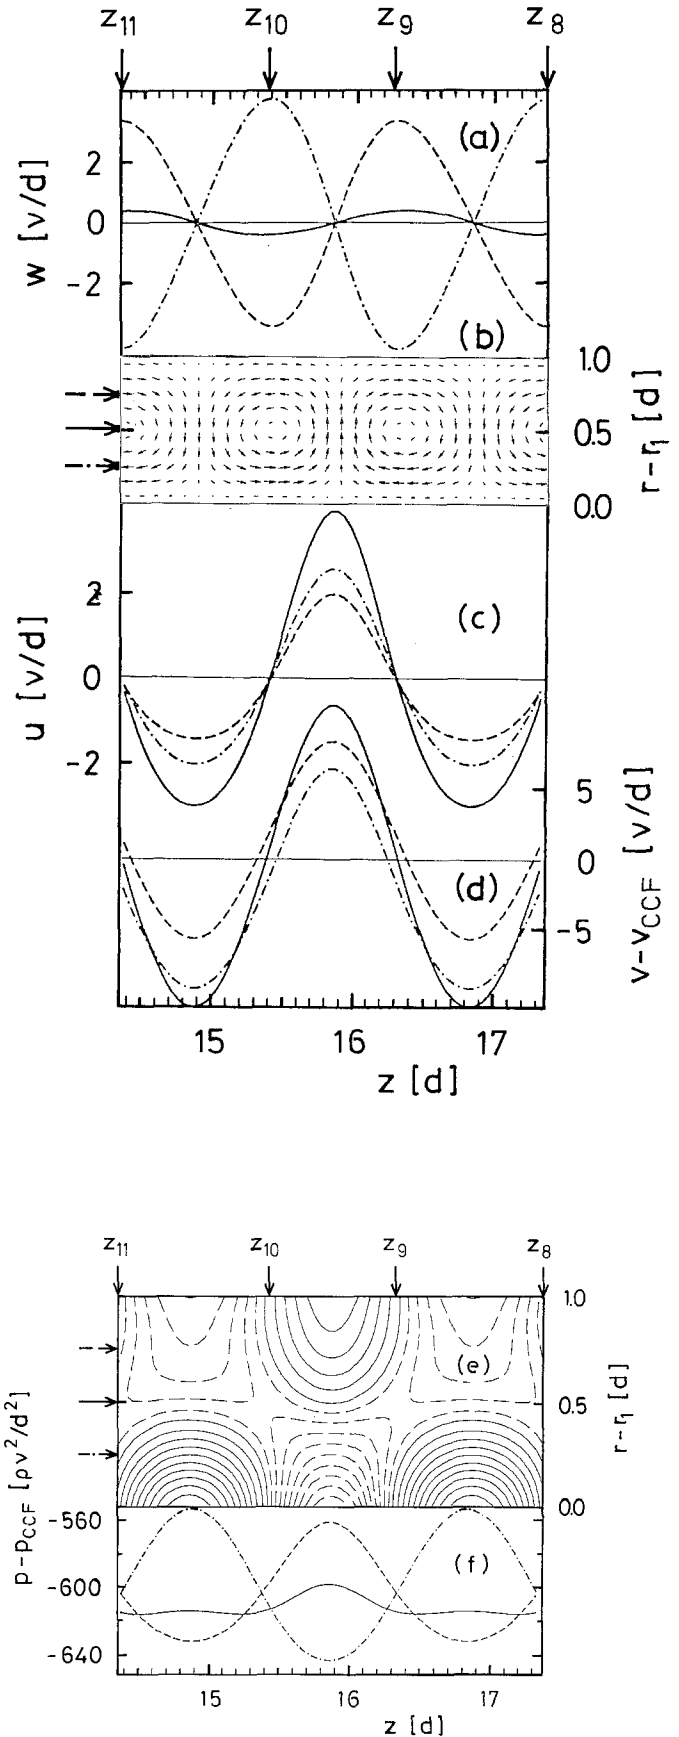 z11 z10 z9 z8
(a)
2
0
-2
w [ν/d]
(b)
1.0
0.5
0.0
r-r1 [d]
2
0
-2
u [ν/d]
(c)
5
0
-5
v-vCCF [ν/d]
(d)
15 16 17
z [d]
z11 z10 z9 z8
1.0
0.5
0.0
r-r1 [d]
(e)
-560
-600
-640
p-pCCF [ρν²/d²]
(f)
15 16 17
z [d]